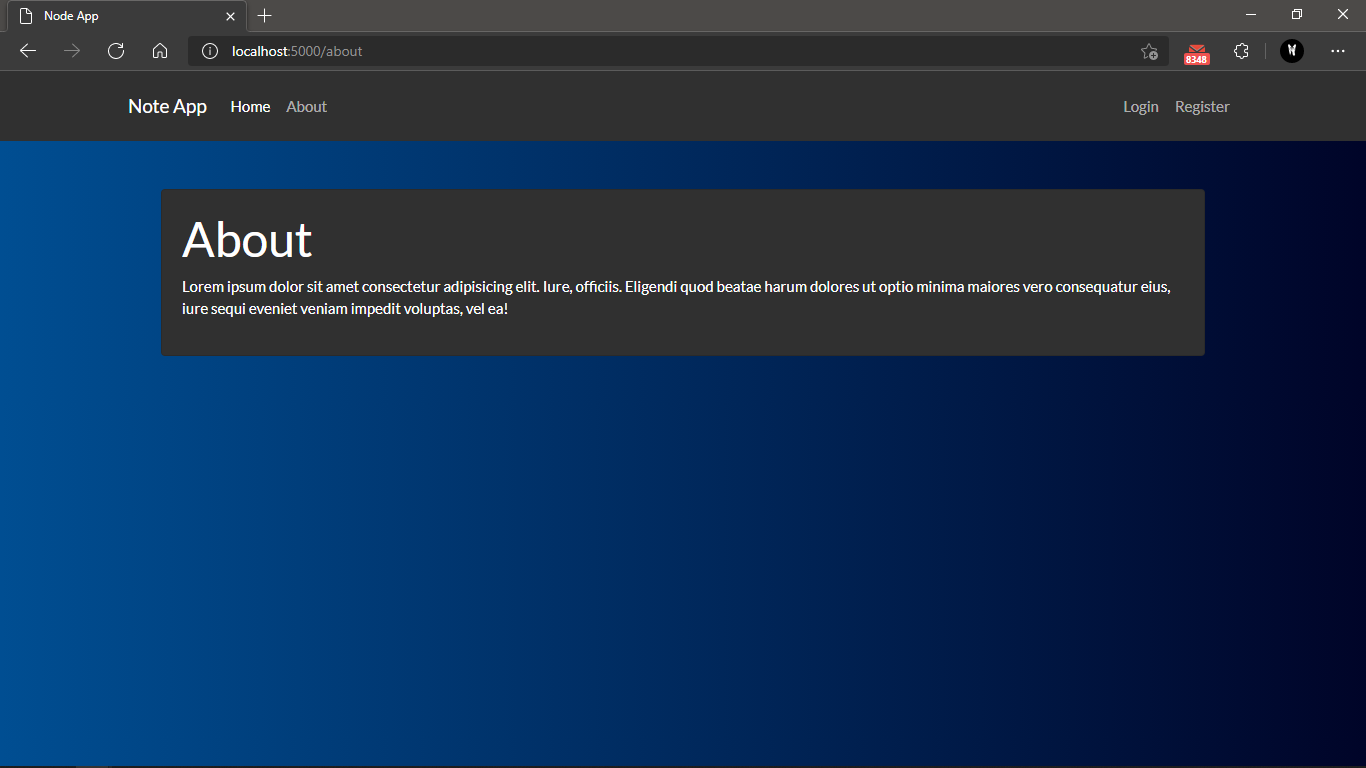 Node App
localhost:5000/about
8348
Note App Home About Login Register
About
Lorem ipsum dolor sit amet consectetur adipisicing elit. Iure, officiis. Eligendi quod beatae harum dolores ut optio minima maiores vero consequatur eius,
iure sequi eveniet veniam impedit voluptas, vel ea!